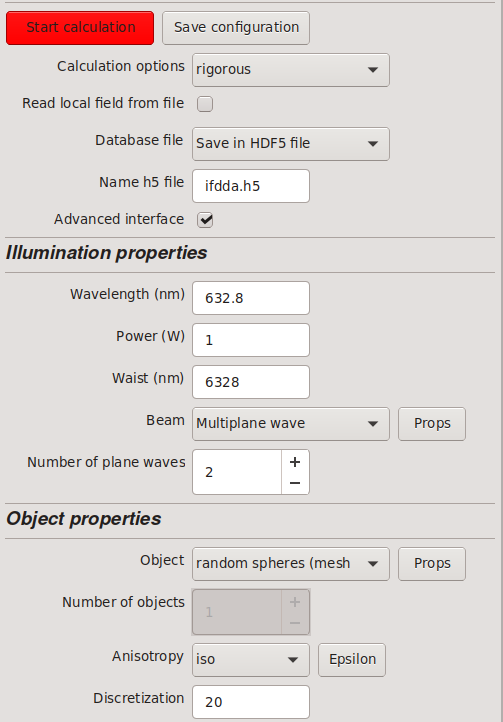 Start calculation Save configuration
Calculation options rigorous
Read local field from file
Database file Save in HDF5 file
Name h5 file ifdda.h5
Advanced interface
Illumination properties
Wavelength (nm) 632.8
Power (W) 1
Waist (nm) 6328
Beam Multiplane wave Props
Number of plane waves 2 + −
Object properties
Object random spheres (mesh Props
Number of objects 1 + −
Anisotropy iso Epsilon
Discretization 20